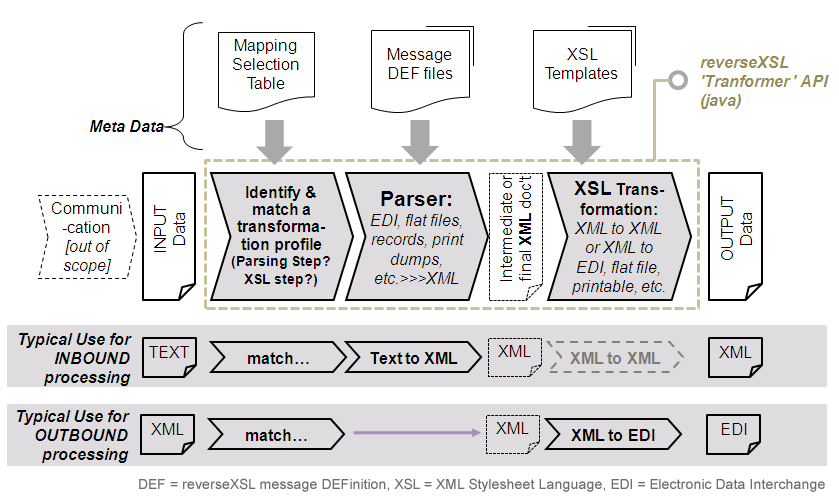 Mapping
Selection
Table
Message
DEF files
XSL
Templates
reverseXSL
'Tranformer ' API
(java)
Meta Data
Communi
-cation
[out of
scope]
INPUT
Data
Identify &
match a
transforma-
tion profile
(Parsing Step?
XSL step?)
Parser:
EDI, flat files,
records, print
dumps,
etc.>>>XML
Intermediate or
final XML doc't
XSL Trans-
formation:
XML to XML
or XML to
EDI, flat file,
printable, etc.
OUTPUT
Data
Typical Use for
INBOUND
processing
TEXT
match...
Text to XML
XML
XML to XML
XML
Typical Use for
OUTBOUND
processing
XML
match...
XML
XML to EDI
EDI
DEF = reverseXSL message DEFinition, XSL = XML Stylesheet Language, EDI = Electronic Data Interchange